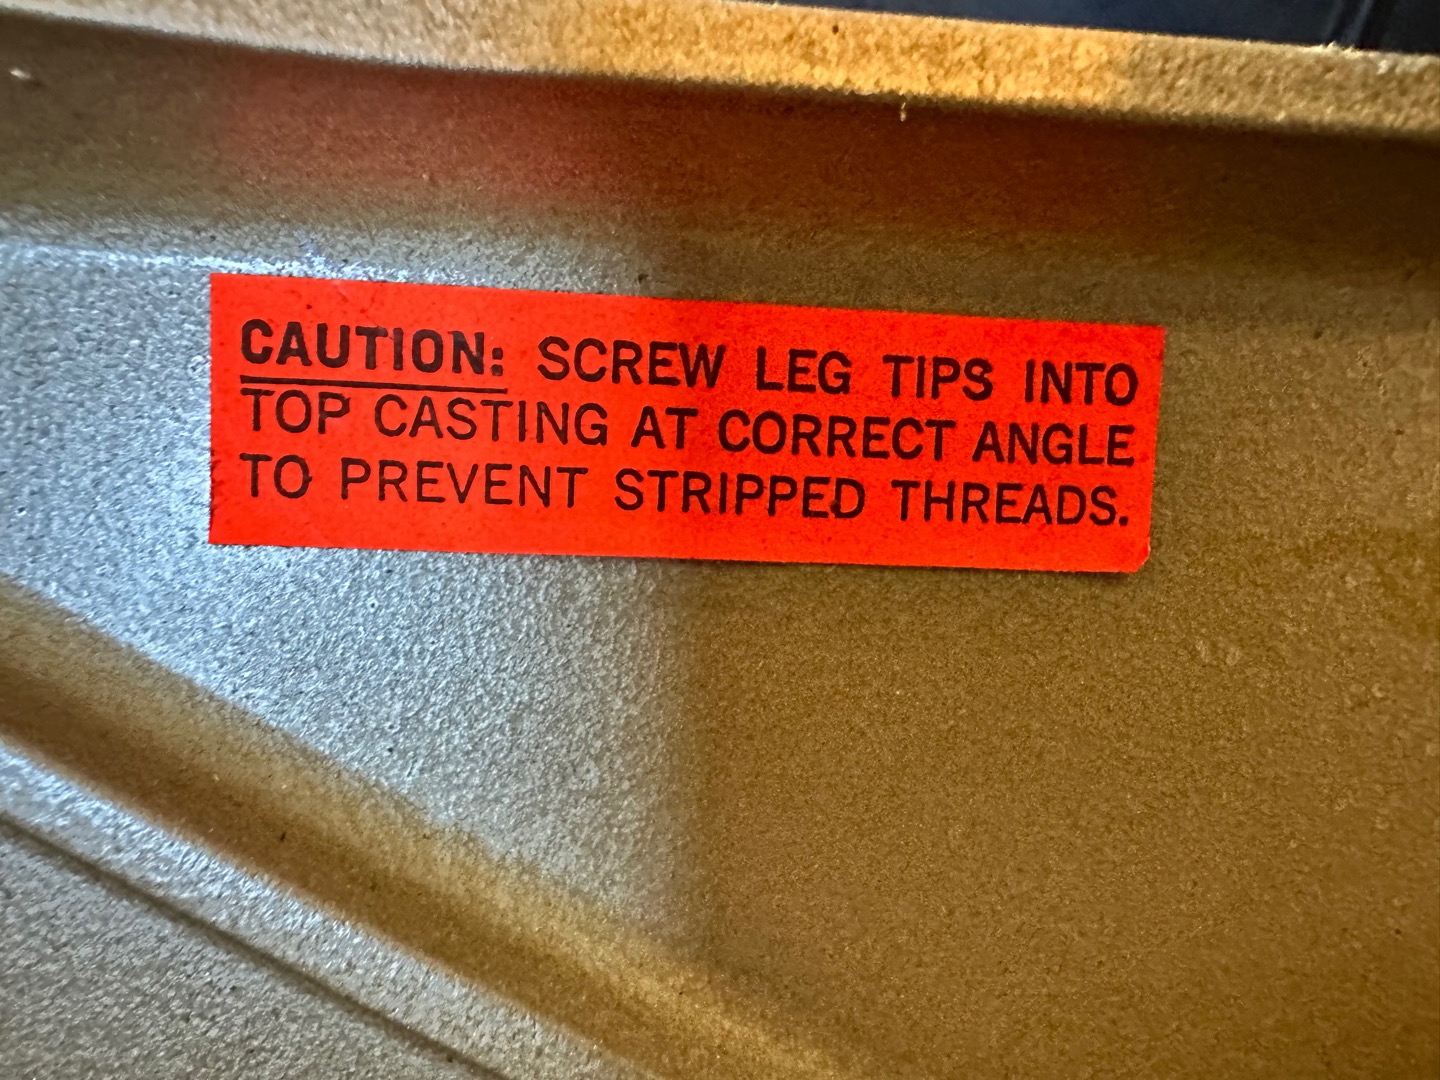 CAUTION: SCREW LEG TIPS INTO
TOP CASTING AT CORRECT ANGLE
TO PREVENT STRIPPED THREADS.